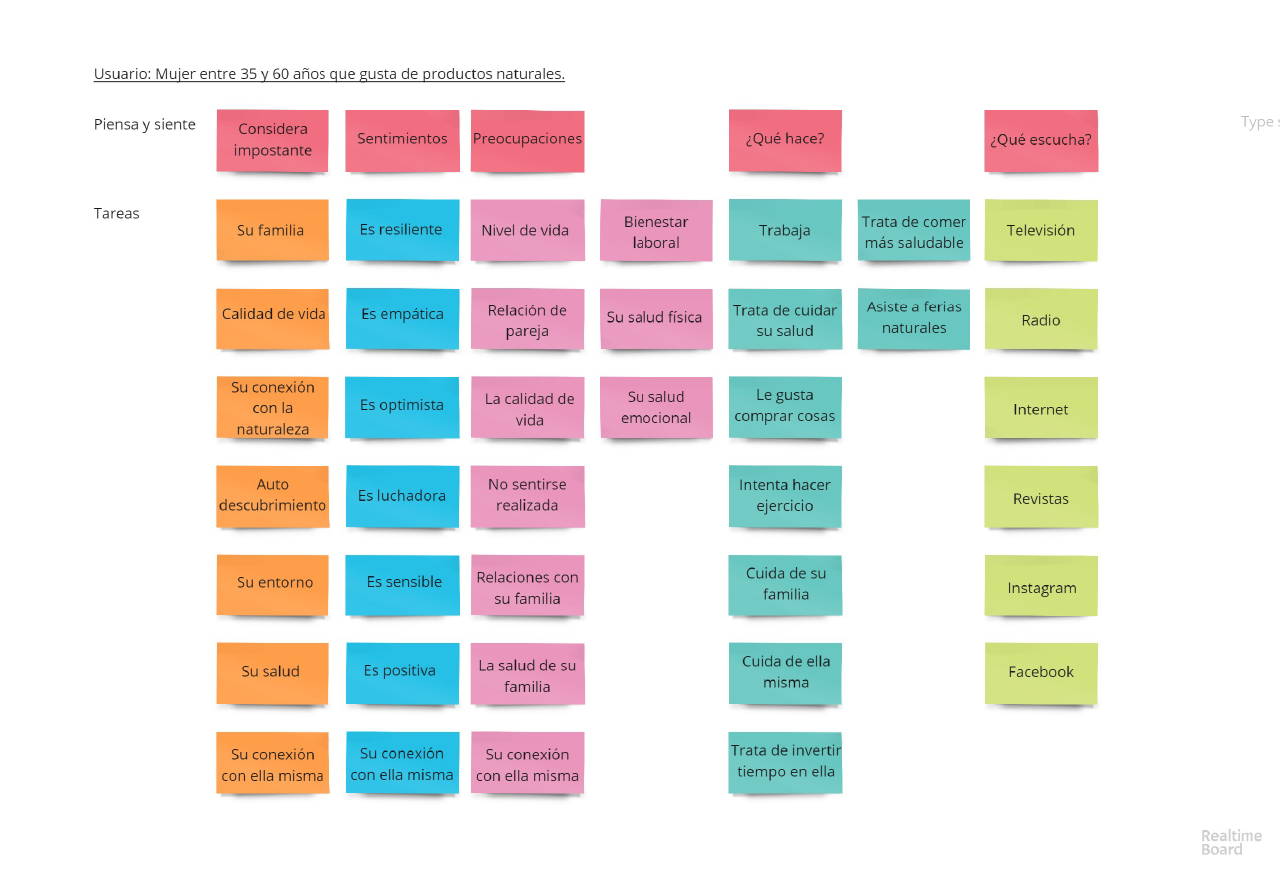 Usuario: Mujer entre 35 y 60 años que gusta de productos naturales.
Piensa y siente
Considera
impostante
Sentimientos
Preocupaciones
¿Qué hace?
¿Qué escucha?
Type s
Tareas
Su familia
Es resiliente
Nivel de vida
Bienestar
laboral
Trabaja
Trata de comer
más saludable
Televisión
Calidad de vida
Es empática
Relación de
pareja
Su salud física
Trata de cuidar
su salud
Asiste a ferias
naturales
Radio
Su conexión
con la
naturaleza
Es optimista
La calidad de
vida
Su salud
emocional
Le gusta
comprar cosas
Internet
Auto
descubrimiento
Es luchadora
No sentirse
realizada
Intenta hacer
ejercicio
Revistas
Su entorno
Es sensible
Relaciones con
su familia
Cuida de su
familia
Instagram
Su salud
Es positiva
La salud de su
familia
Cuida de ella
misma
Facebook
Su conexión
con ella misma
Su conexión
con ella misma
Su conexión
con ella misma
Trata de invertir
tiempo en ella
Realtime
Board